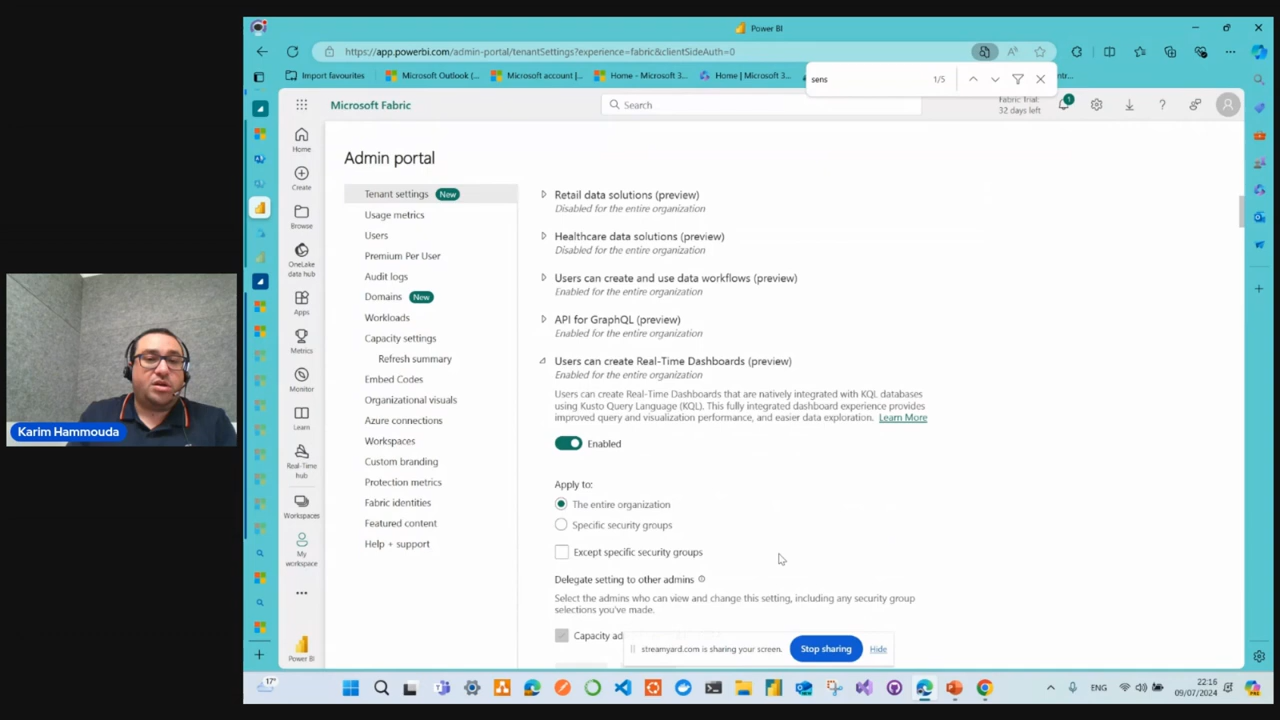 Power BI
https://app.powerbi.com/admin-portal/tenantSettings?experience=fabric&clientSideAuth=0
Import favourites
Microsoft Outlook (...
Microsoft account |...
Home - Microsoft 3...
Home | Microsoft 3...
sens
1/5
Microsoft Fabric
Search
Fabric Trial:
32 days left
1
Home
Create
Browse
OneLake
data hub
Apps
Metrics
Monitor
Learn
Real-Time
hub
Workspaces
My
workspace
Power BI
Admin portal
Tenant settings New
Usage metrics
Users
Premium Per User
Audit logs
Domains New
Workloads
Capacity settings
Refresh summary
Embed Codes
Organizational visuals
Azure connections
Workspaces
Custom branding
Protection metrics
Fabric identities
Featured content
Help + support
Retail data solutions (preview)
Disabled for the entire organization
Healthcare data solutions (preview)
Disabled for the entire organization
Users can create and use data workflows (preview)
Enabled for the entire organization
API for GraphQL (preview)
Enabled for the entire organization
Users can create Real-Time Dashboards (preview)
Enabled for the entire organization
Users can create Real-Time Dashboards that are natively integrated with KQL databases
using Kusto Query Language (KQL). This fully integrated dashboard experience provides
improved query and visualization performance, and easier data exploration. Learn More
Enabled
Apply to:
The entire organization
Specific security groups
Except specific security groups
Delegate setting to other admins
Select the admins who can view and change this setting, including any security group
selections you've made.
Capacity ad
streamyard.com is sharing your screen.
Stop sharing
Hide
Karim Hammouda
17°
ENG
22:16
09/07/2024